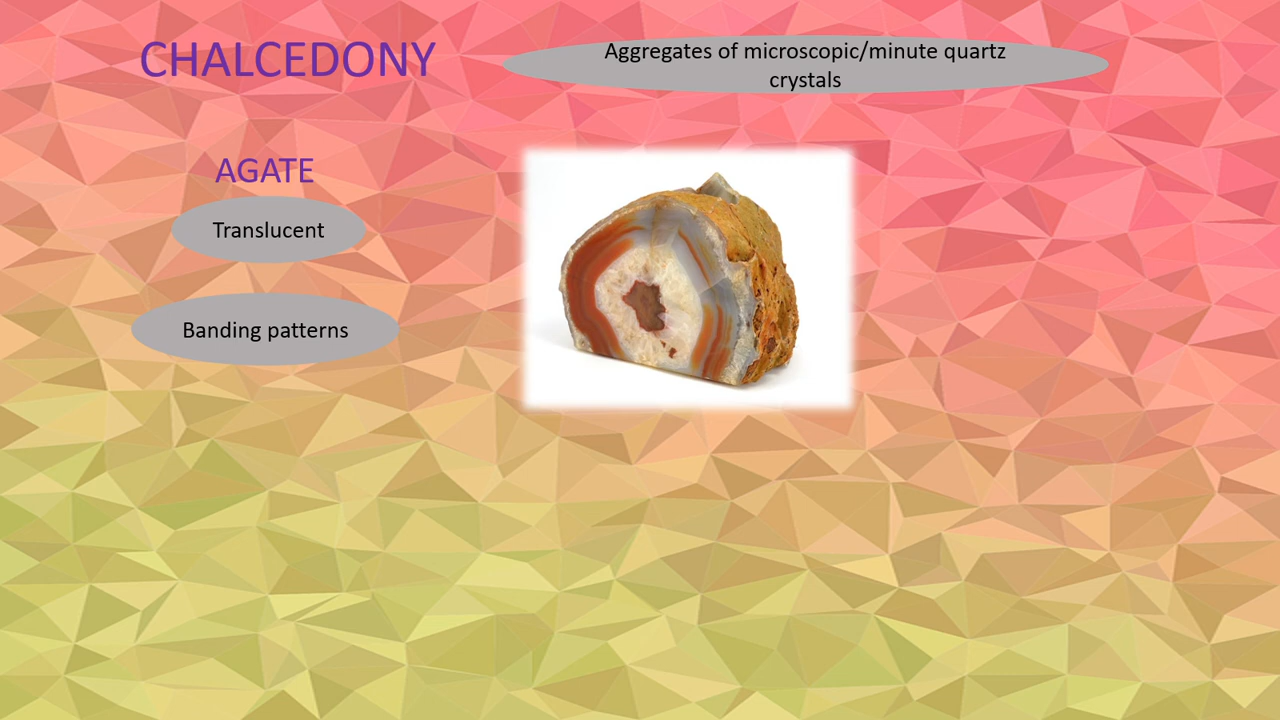 CHALCEDONY
Aggregates of microscopic/minute quartz
crystals
AGATE
Translucent
Banding patterns